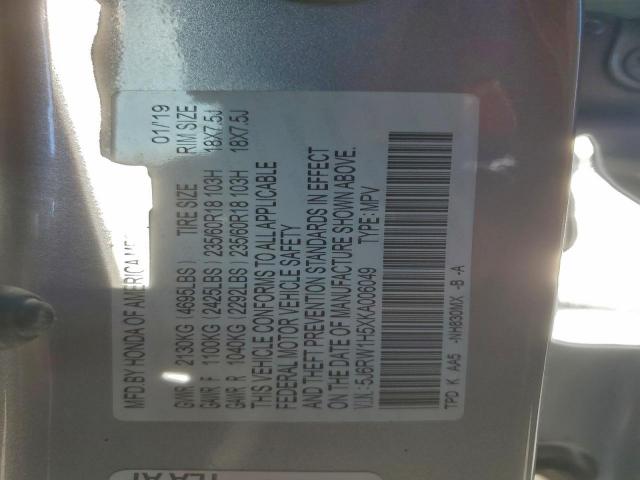 MFD.BY HONDA OF AMERICA 01/19
GVWR 2130KG (4695LBS) TIRE SIZE RIM SIZE
GAWR F 1100KG (2425LBS) 235/60R18 103H 18X7.5J
GAWR R 1040KG (2292LBS) 235/60R18 103H 18X7.5J
THIS VEHICLE CONFORMS TO ALL APPLICABLE
FEDERAL MOTOR VEHICLE SAFETY
AND THEFT PREVENTION STANDARDS IN EFFECT
ON THE DATE OF MANUFACTURE SHOWN ABOVE.
V.I.N.: 5J6RW1H5XKA006049 TYPE: MPV
TPD K AA5 -NH830MX -B -A